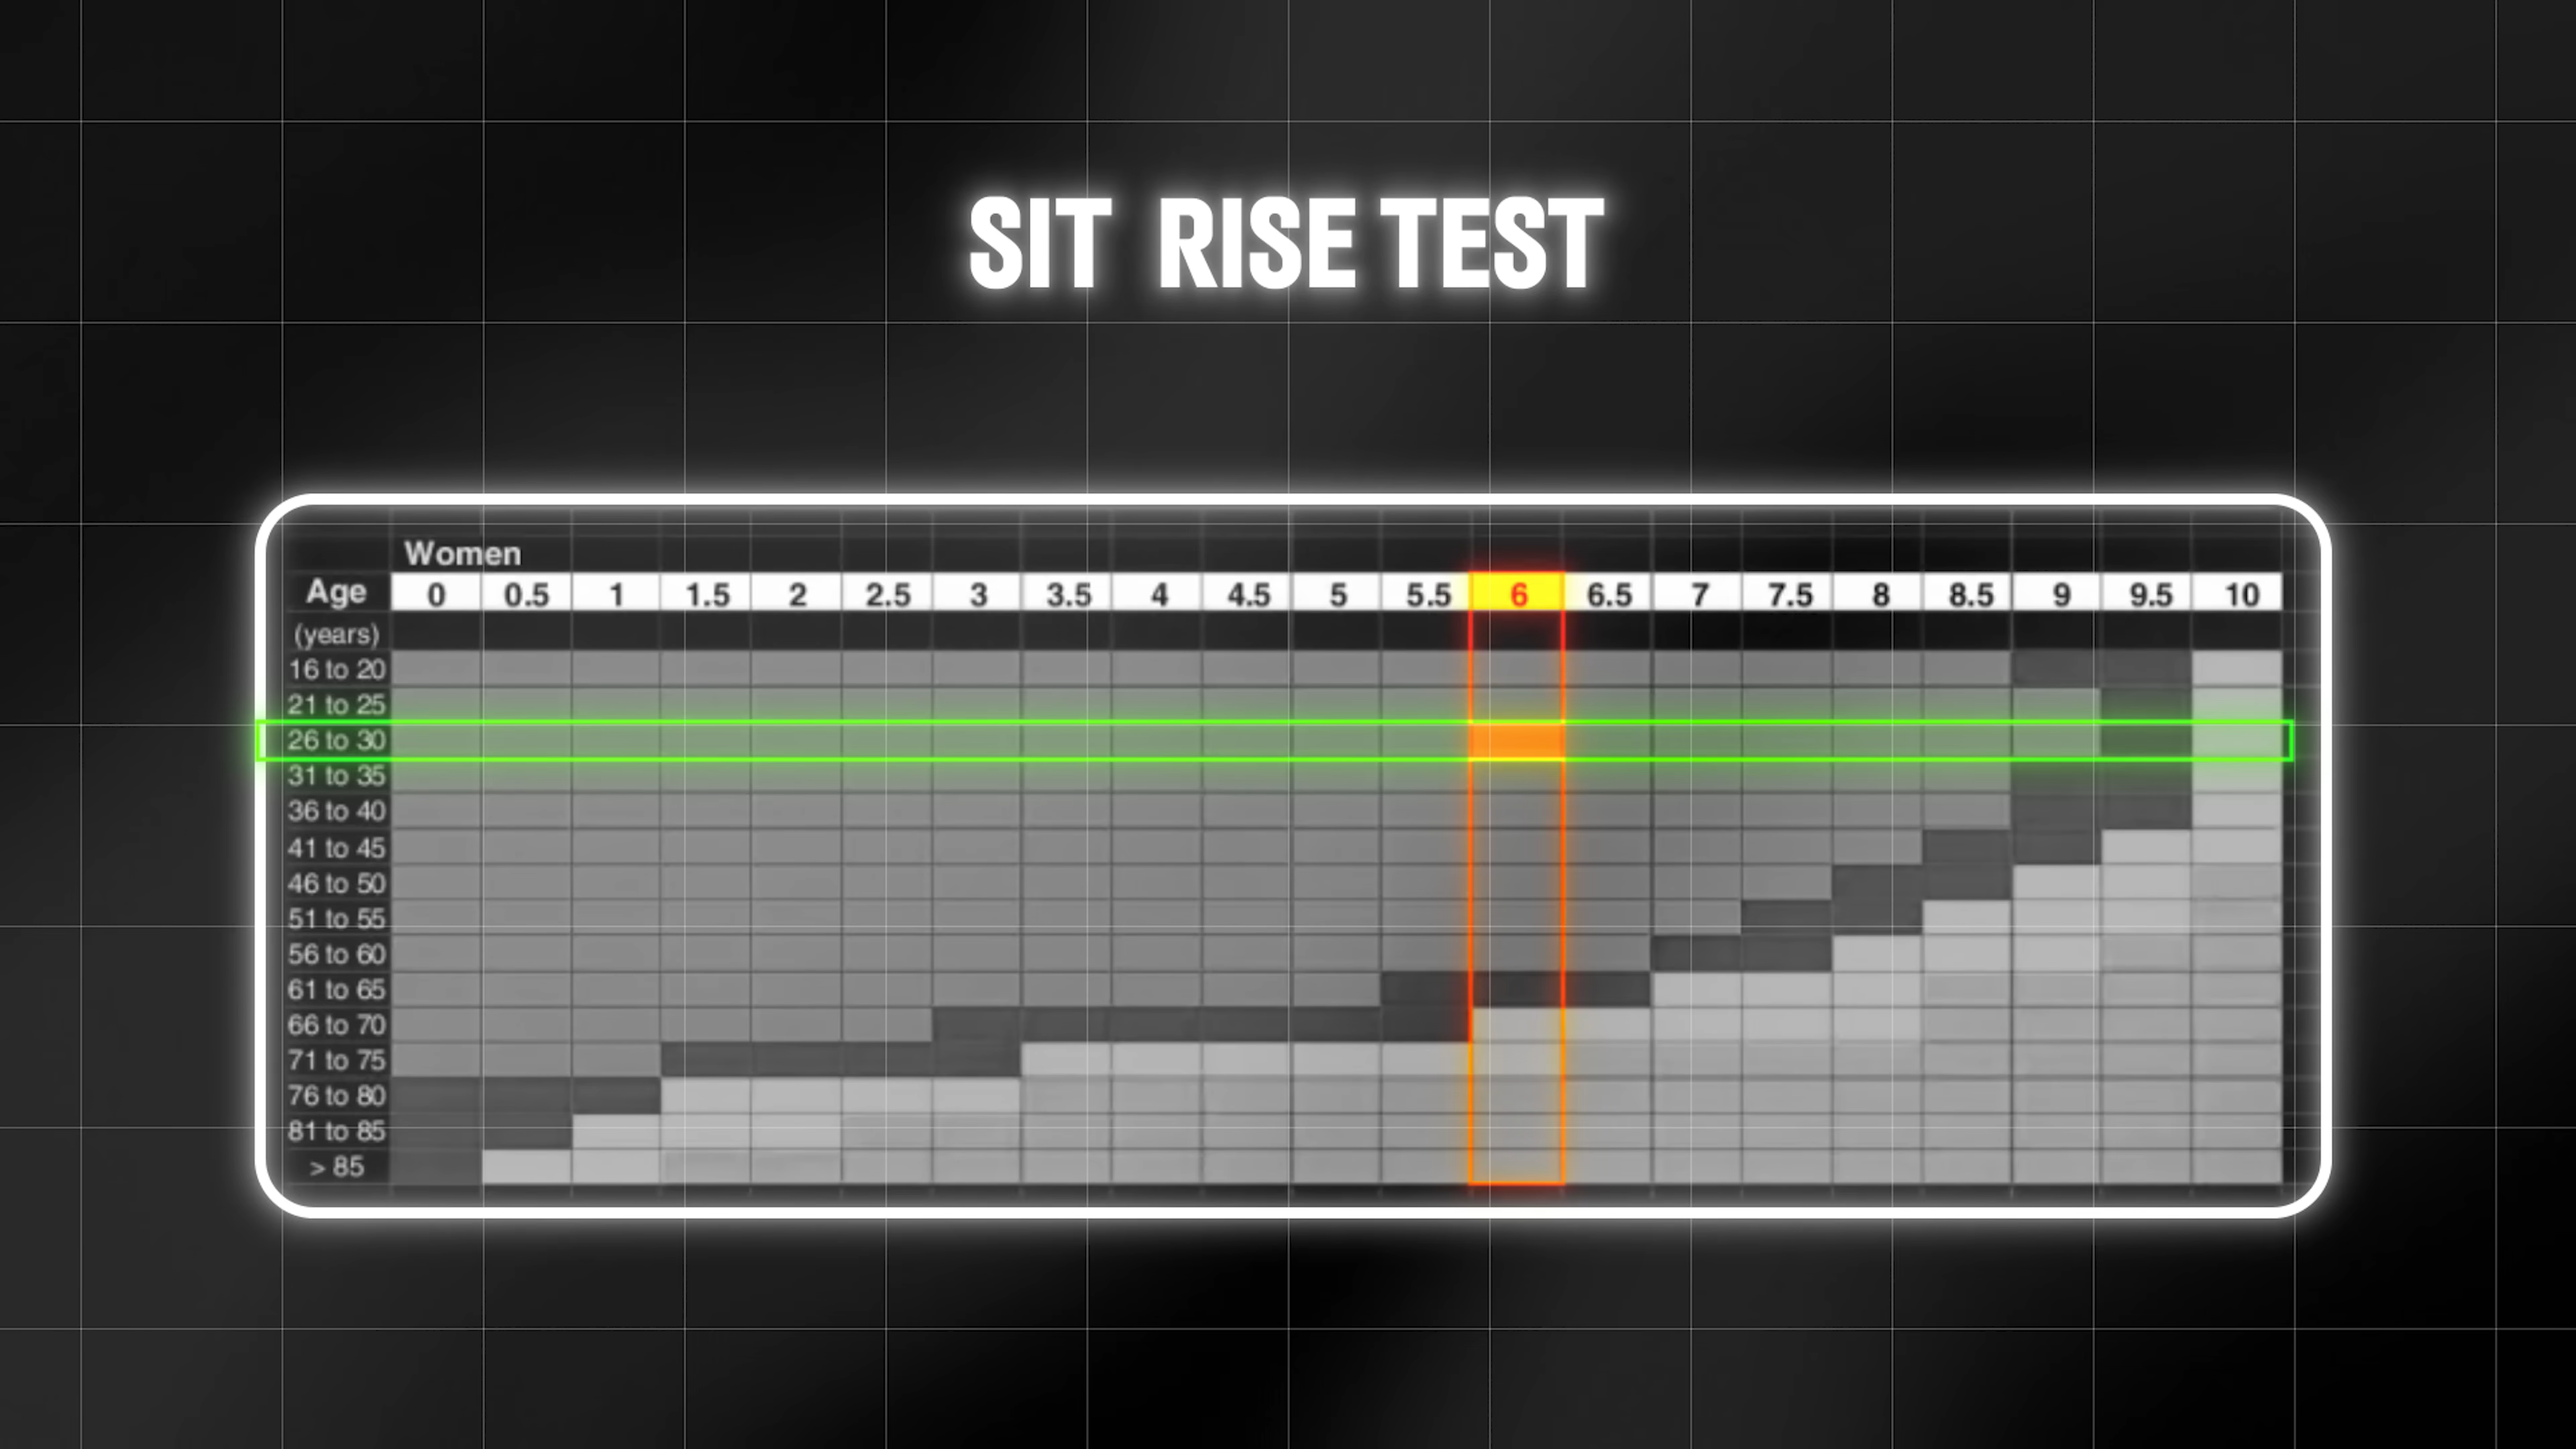 SIT RISE TEST
Women
Age 0 0.5 1 1.5 2 2.5 3 3.5 4 4.5 5 5.5 6 6.5 7 7.5 8 8.5 9 9.5 10
(years)
16 to 20
21 to 25
26 to 30
31 to 35
36 to 40
41 to 45
46 to 50
51 to 55
56 to 60
61 to 65
66 to 70
71 to 75
76 to 80
81 to 85
> 85